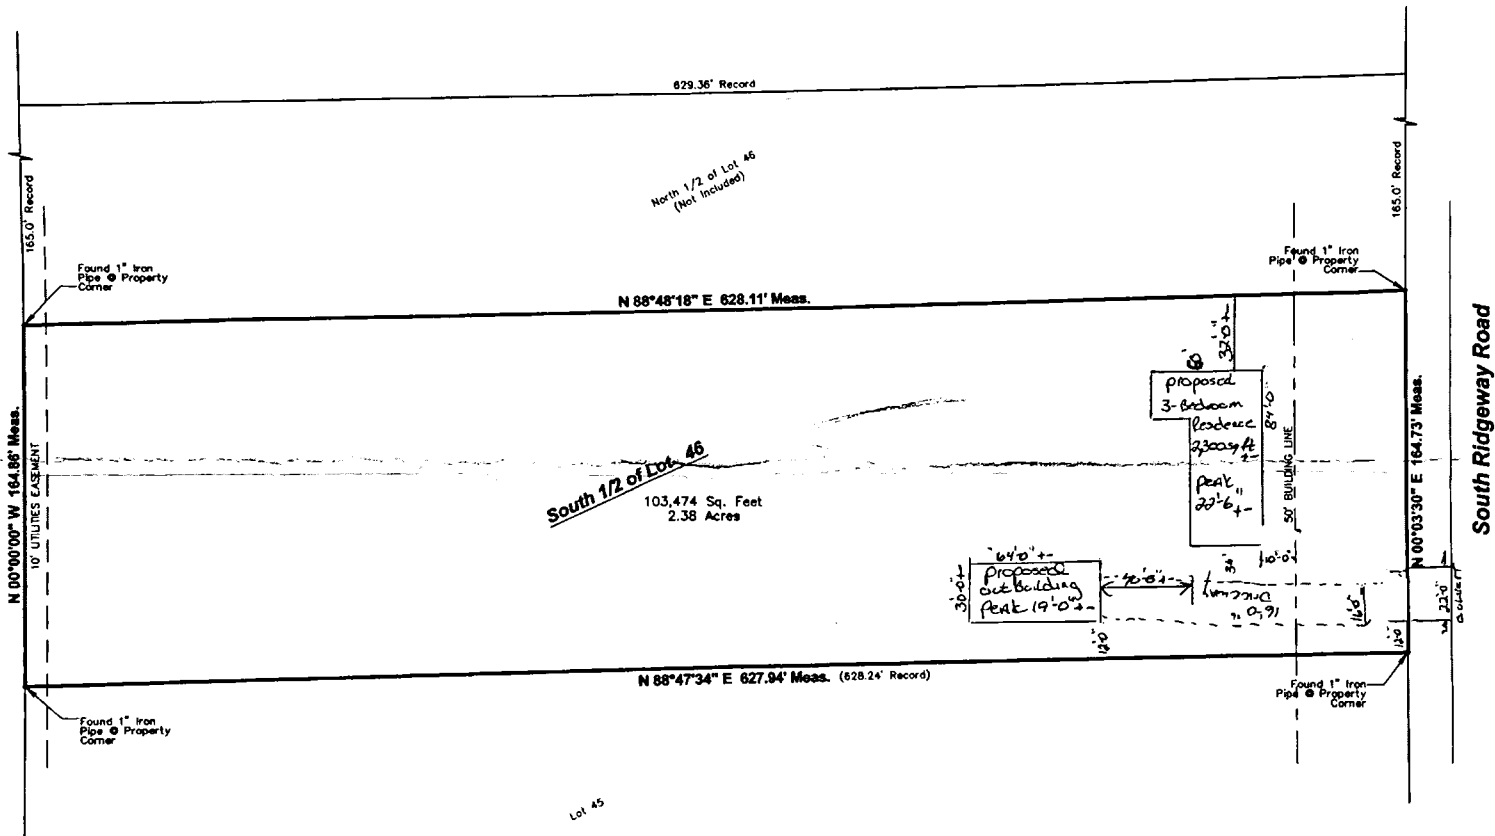 629.36' Record
North 1/2 of Lot 46
(Not Included)
165.0' Record
165.0' Record
Found 1" Iron
Pipe @ Property
Corner
Found 1" Iron
Pipe @ Property
Corner
N 88°48'18" E 628.11' Meas.
South Ridgeway Road
N 00°00'00" W 164.86' Meas.
10' UTILITIES EASEMENT
32'-0"+-
proposed
3-Bedroom
Residence
2,300 sq ft
+-
peak
22'-6"+-
84'-0"
50' BUILDING LINE
N 00°03'30" E 164.73' Meas.
South 1/2 of Lot 46
103,474 Sq. Feet
2.38 Acres
64'-0"+-
30'-0"+
proposed
outBuilding
Peak 19'-0"+-
40'-0"+-
34'
10'-0"
16'-0"
16'-0"
22'-0"
12'-0
12'-0
N 88°47'34" E 627.94' Meas. (628.24' Record)
Found 1" Iron
Pipe @ Property
Corner
Found 1" Iron
Pipe @ Property
Corner
Lot 45